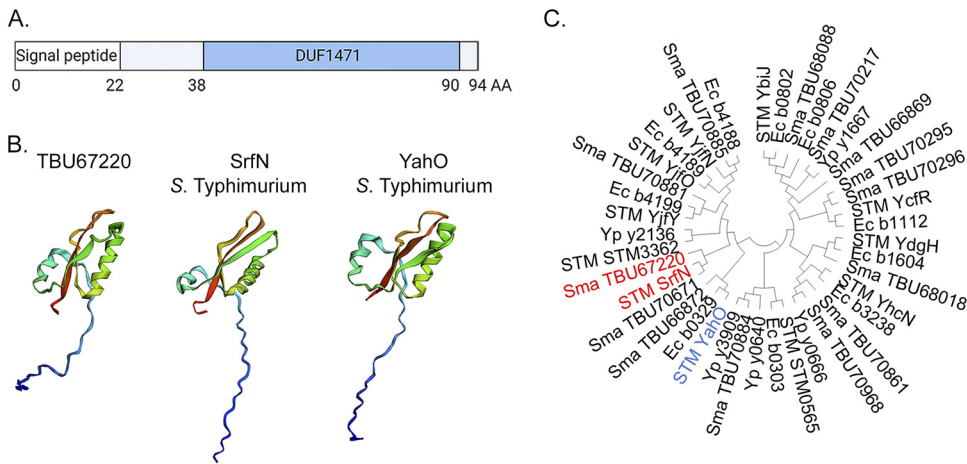 A.
Signal peptide
DUF1471
22
38
90
94 AA
0
B.
TBU67220
SrfN
S. Typhimurium
YahO
S. Typhimurium
C.
STM YbiJ
Ec b0802
Sma TBU68088
Ec b0806
Sma TBU70217
Yp y1667
Sma TBU66869
Sma TBU70295
Sma TBU70296
STM YcfR
Ec b1112
STM YdgH
Ec b1604
Sma TBU68018
STM YhcN
Ec b3238
Sma TBU70861
Sma TBU70968
Yp y0666
STM STM0565
Ec b0303
Yp y0640
Sma TBU70884
Yp y3909
STM YahO
Ec b0329
Sma TBU66872
Sma TBU70671
STM SrfN
Sma TBU67220
STM STM3362
Yp y2136
STM YjfY
Ec b4199
Sma TBU70881
STM YjfO
Ec b4189
STM YjfN
Sma TBU70885
Ec b4188